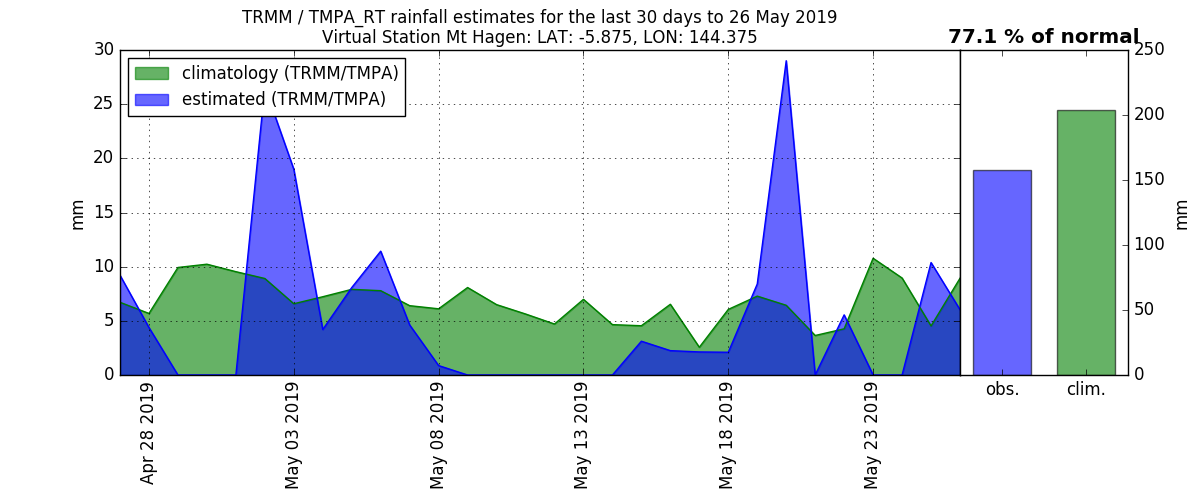 TRMM / TMPA_RT rainfall estimates for the last 30 days to 26 May 2019
Virtual Station Mt Hagen: LAT: -5.875, LON: 144.375
77.1 % of normal
climatology (TRMM/TMPA)
estimated (TRMM/TMPA)
30
25
20
15
10
5
0
mm
Apr 28 2019
May 03 2019
May 08 2019
May 13 2019
May 18 2019
May 23 2019
obs.
clim.
250
200
150
100
50
0
mm